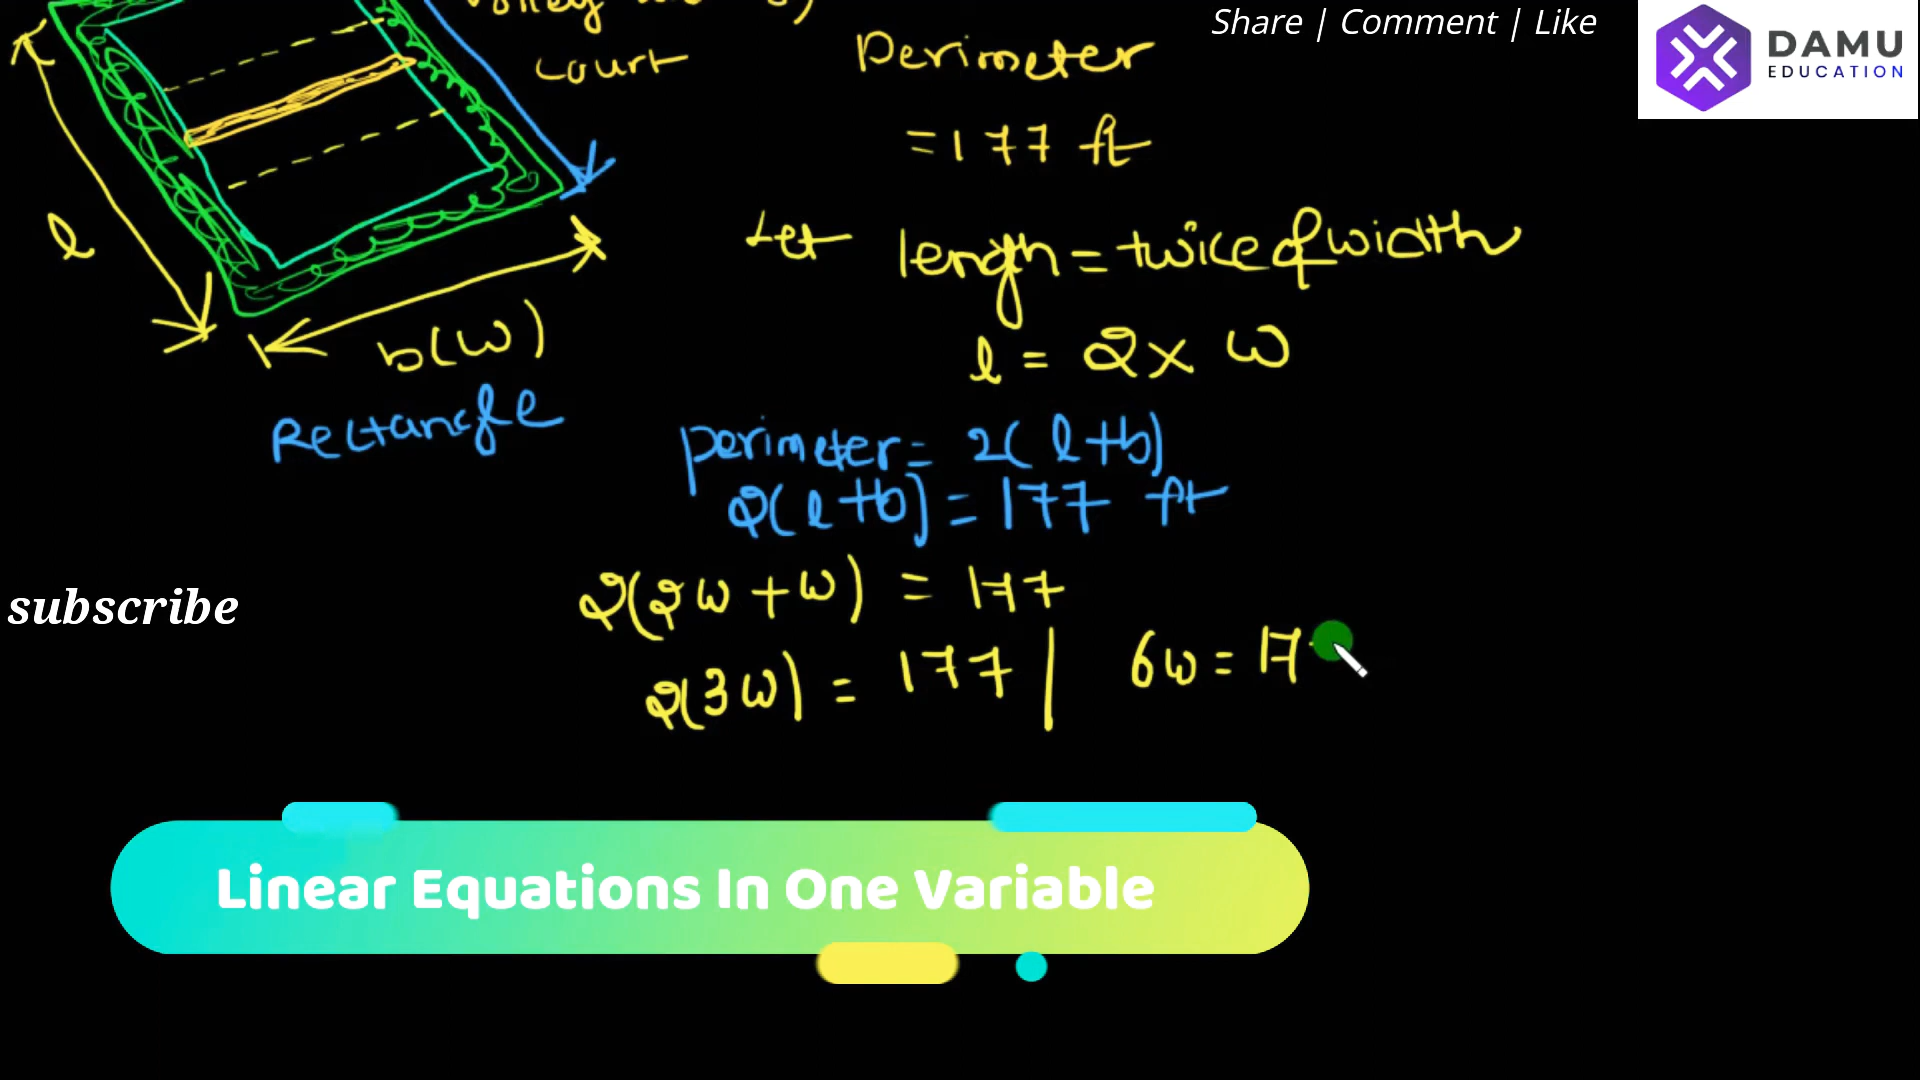 court
Share | Comment | Like
DAMU
EDUCATION
Perimeter
= 177 ft
Let length = twice of width
l
b(W)
l = 2 x w
Rectangle
perimeter = 2( l+b)
2( l+b) = 177 ft
2(2w + w) = 177
subscribe
2(3w) = 177 | 6w = 17
Linear Equations In One Variable